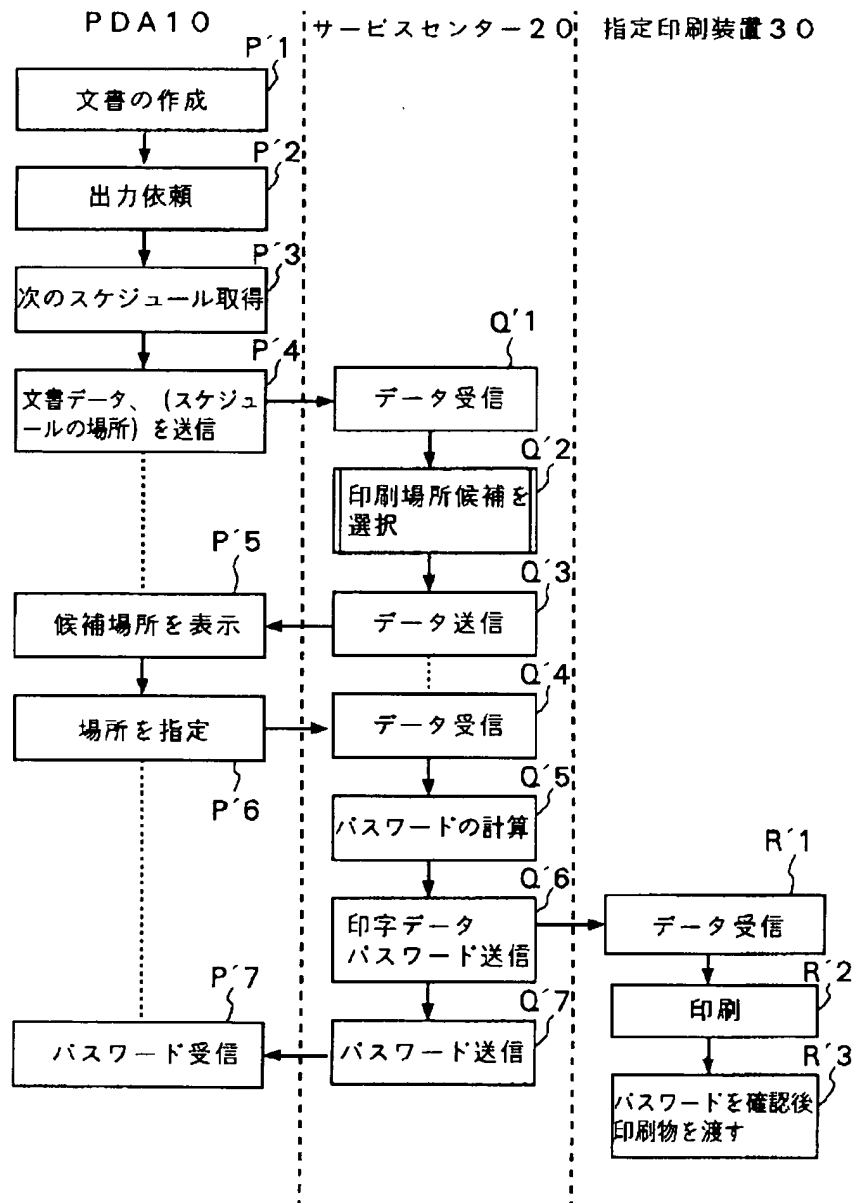 PDA10
サービスセンター20
指定印刷装置30
P'1
文書の作成
P'2
出力依頼
P'3
次のスケジュール取得
P'4
文書データ、(スケジュ
ールの場所)を送信
Q'1
データ受信
Q'2
印刷場所候補を
選択
P'5
候補場所を表示
Q'3
データ送信
P'6
場所を指定
Q'4
データ受信
Q'5
パスワードの計算
Q'6
印字データ
パスワード送信
R'1
データ受信
R'2
印刷
P'7
パスワード受信
Q'7
パスワード送信
R'3
パスワードを確認後
印刷物を渡す